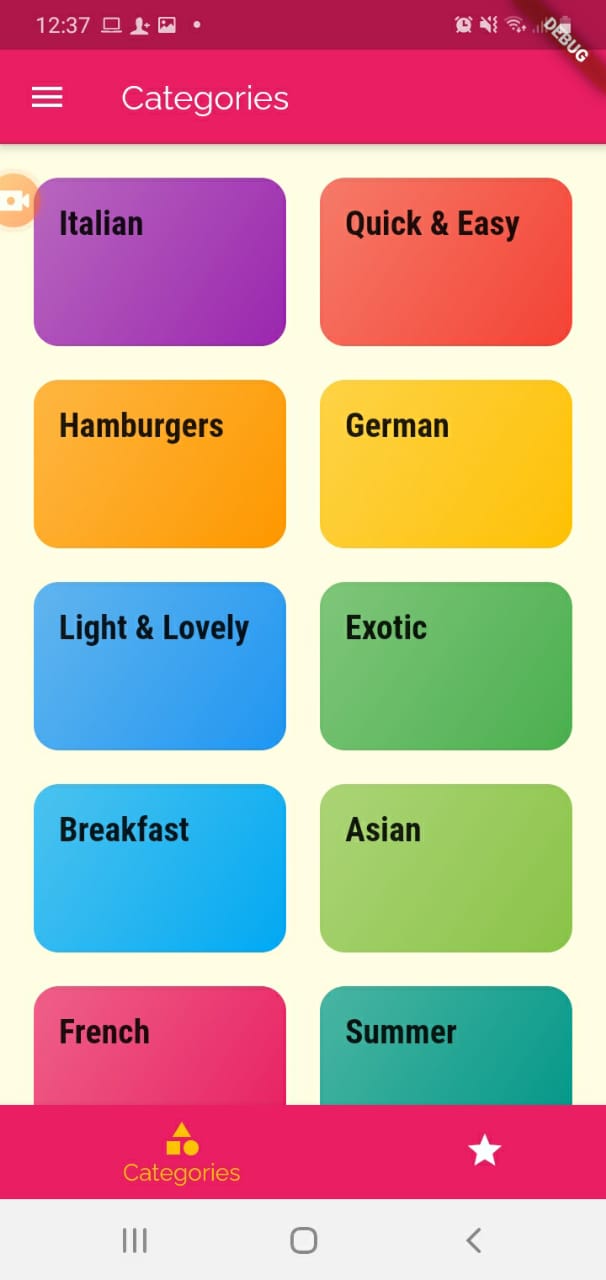 12:37
DEBUG
Categories
Italian
Quick & Easy
Hamburgers
German
Light & Lovely
Exotic
Breakfast
Asian
French
Summer
Categories